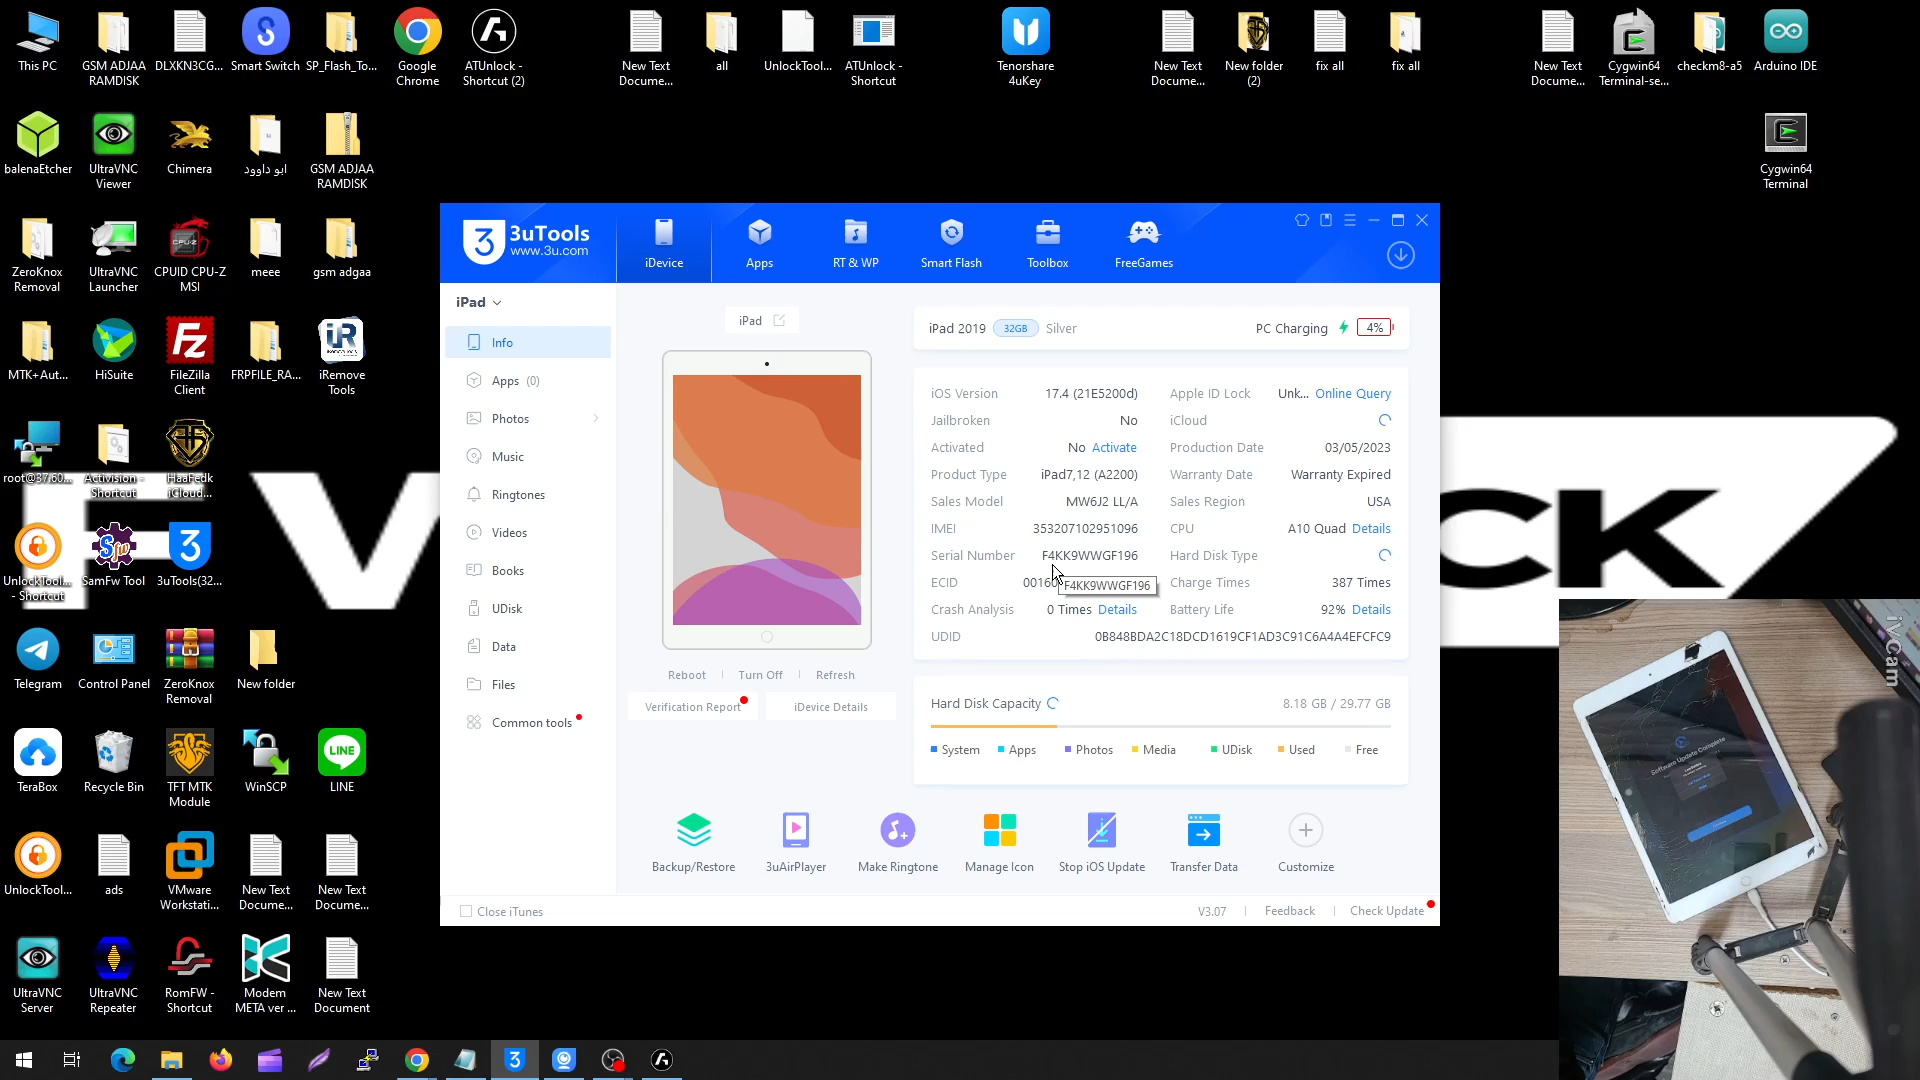 This PC
GSM ADJAA
RAMDISK
DLXKN3CG...
Smart Switch
SP_Flash_To...
Google
Chrome
ATUnlock -
Shortcut (2)
New Text
Docume...
all
UnlockTool...
ATUnlock -
Shortcut
Tenorshare
4uKey
New Text
Docume...
New folder
(2)
fix all
fix all
New Text
Docume...
Cygwin64
Terminal-se...
checkm8-a5
Arduino IDE
balenaEtcher
UltraVNC
Viewer
Chimera
ابو داوود
GSM ADJAA
RAMDISK
Cygwin64
Terminal
ZeroKnox
Removal
UltraVNC
Launcher
CPUID CPU-Z
MSI
meee
gsm adgaa
MTK+Aut...
HiSuite
FileZilla
Client
FRPFILE_RA...
iRemove
Tools
root@37.60...
Activision -
Shortcut
HaaFedk
iCloud...
UnlockTool...
- Shortcut
SamFw Tool
3uTools(32...
Telegram
Control Panel
ZeroKnox
Removal
New folder
TeraBox
Recycle Bin
TFT MTK
Module
WinSCP
LINE
UnlockTool...
ads
VMware
Workstati...
New Text
Docume...
New Text
Docume...
UltraVNC
Server
UltraVNC
Repeater
RomFW -
Shortcut
Modem
META ver ...
New Text
Document
3uTools
www.3u.com
iDevice
Apps
RT & WP
Smart Flash
Toolbox
FreeGames
iPad
Info
Apps (0)
Photos
Music
Ringtones
Videos
Books
UDisk
Data
Files
Common tools
iPad
Reboot
Turn Off
Refresh
Verification Report
iDevice Details
iPad 2019 32GB Silver
PC Charging 4%
iOS Version 17.4 (21E5200d)
Apple ID Lock Unk... Online Query
Jailbroken No
iCloud
Activated No Activate
Production Date 03/05/2023
Product Type iPad7,12 (A2200)
Warranty Date Warranty Expired
Sales Model MW6J2 LL/A
Sales Region USA
IMEI 353207102951096
CPU A10 Quad Details
Serial Number F4KK9WWGF196
Hard Disk Type
ECID 00160
F4KK9WWGF196
Charge Times 387 Times
Crash Analysis 0 Times Details
Battery Life 92% Details
UDID 0B848BDA2C18DCD1619CF1AD3C91C6A4A4EFCFC9
Hard Disk Capacity 8.18 GB / 29.77 GB
System Apps Photos Media UDisk Used Free
Backup/Restore
3uAirPlayer
Make Ringtone
Manage Icon
Stop iOS Update
Transfer Data
Customize
Close iTunes
V3.07
Feedback
Check Update
iVCam
Software Update Complete